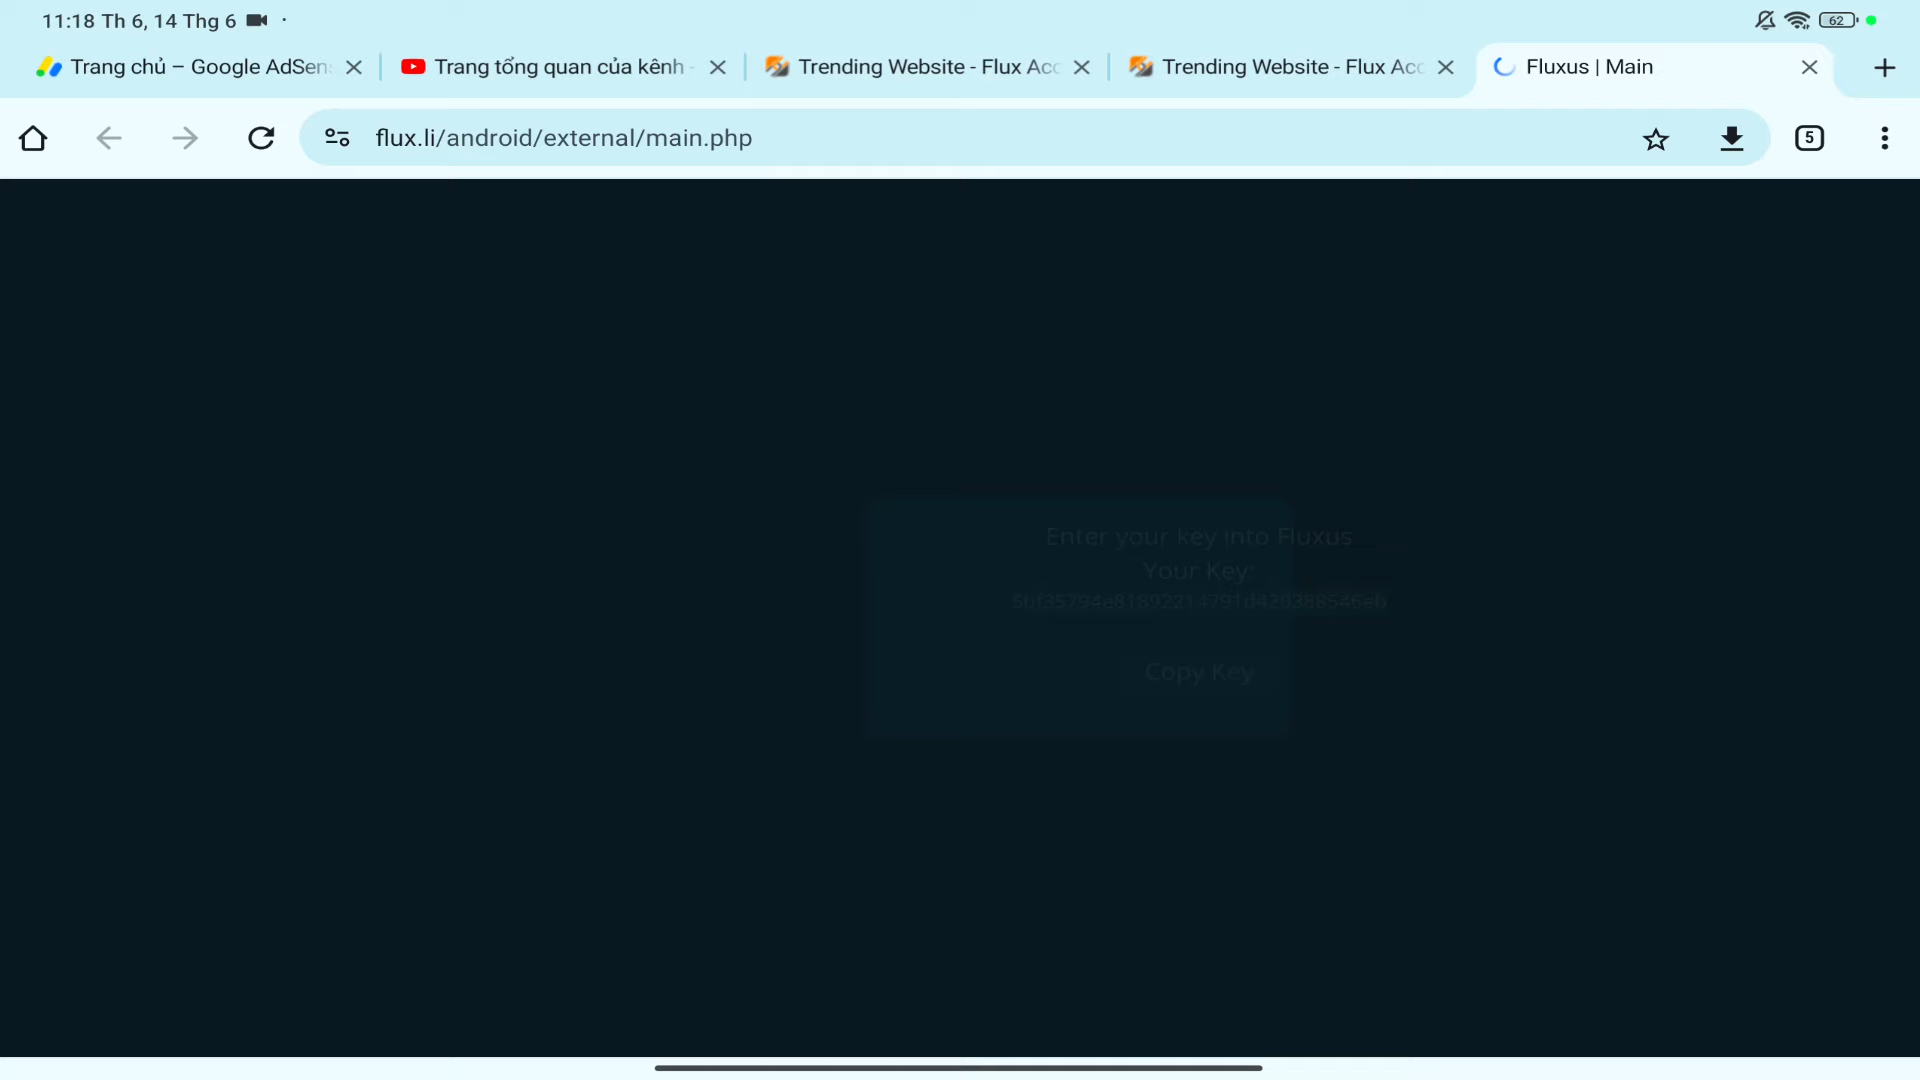 11:18 Th 6, 14 Thg 6
62
Trang chủ – Google AdSens
Trang tổng quan của kênh -
Trending Website - Flux Acc
Trending Website - Flux Acc
Fluxus | Main
flux.li/android/external/main.php
5
Enter your key into Fluxus
Your Key:
Copy Key